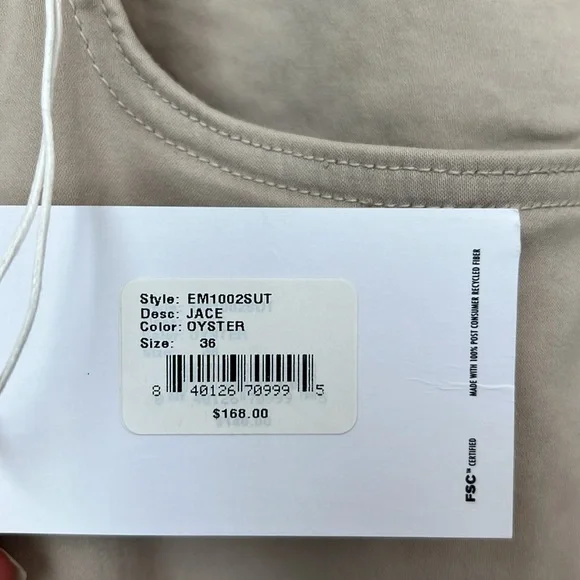 Style: EM1002SUT
Desc: JACE
Color: OYSTER
Size: 36
8 40126 70999 5
$168.00
MADE WITH 100% POST CONSUMER RECYCLED FIBER
FSC™ CERTIFIED